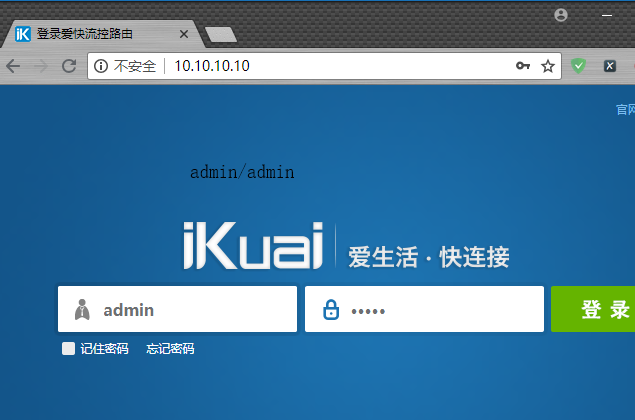 iK 登录爱快流控路由
不安全 10.10.10.10
官网
admin/admin
iKuai 爱生活·快连接
admin ••••• 登录
记住密码 忘记密码